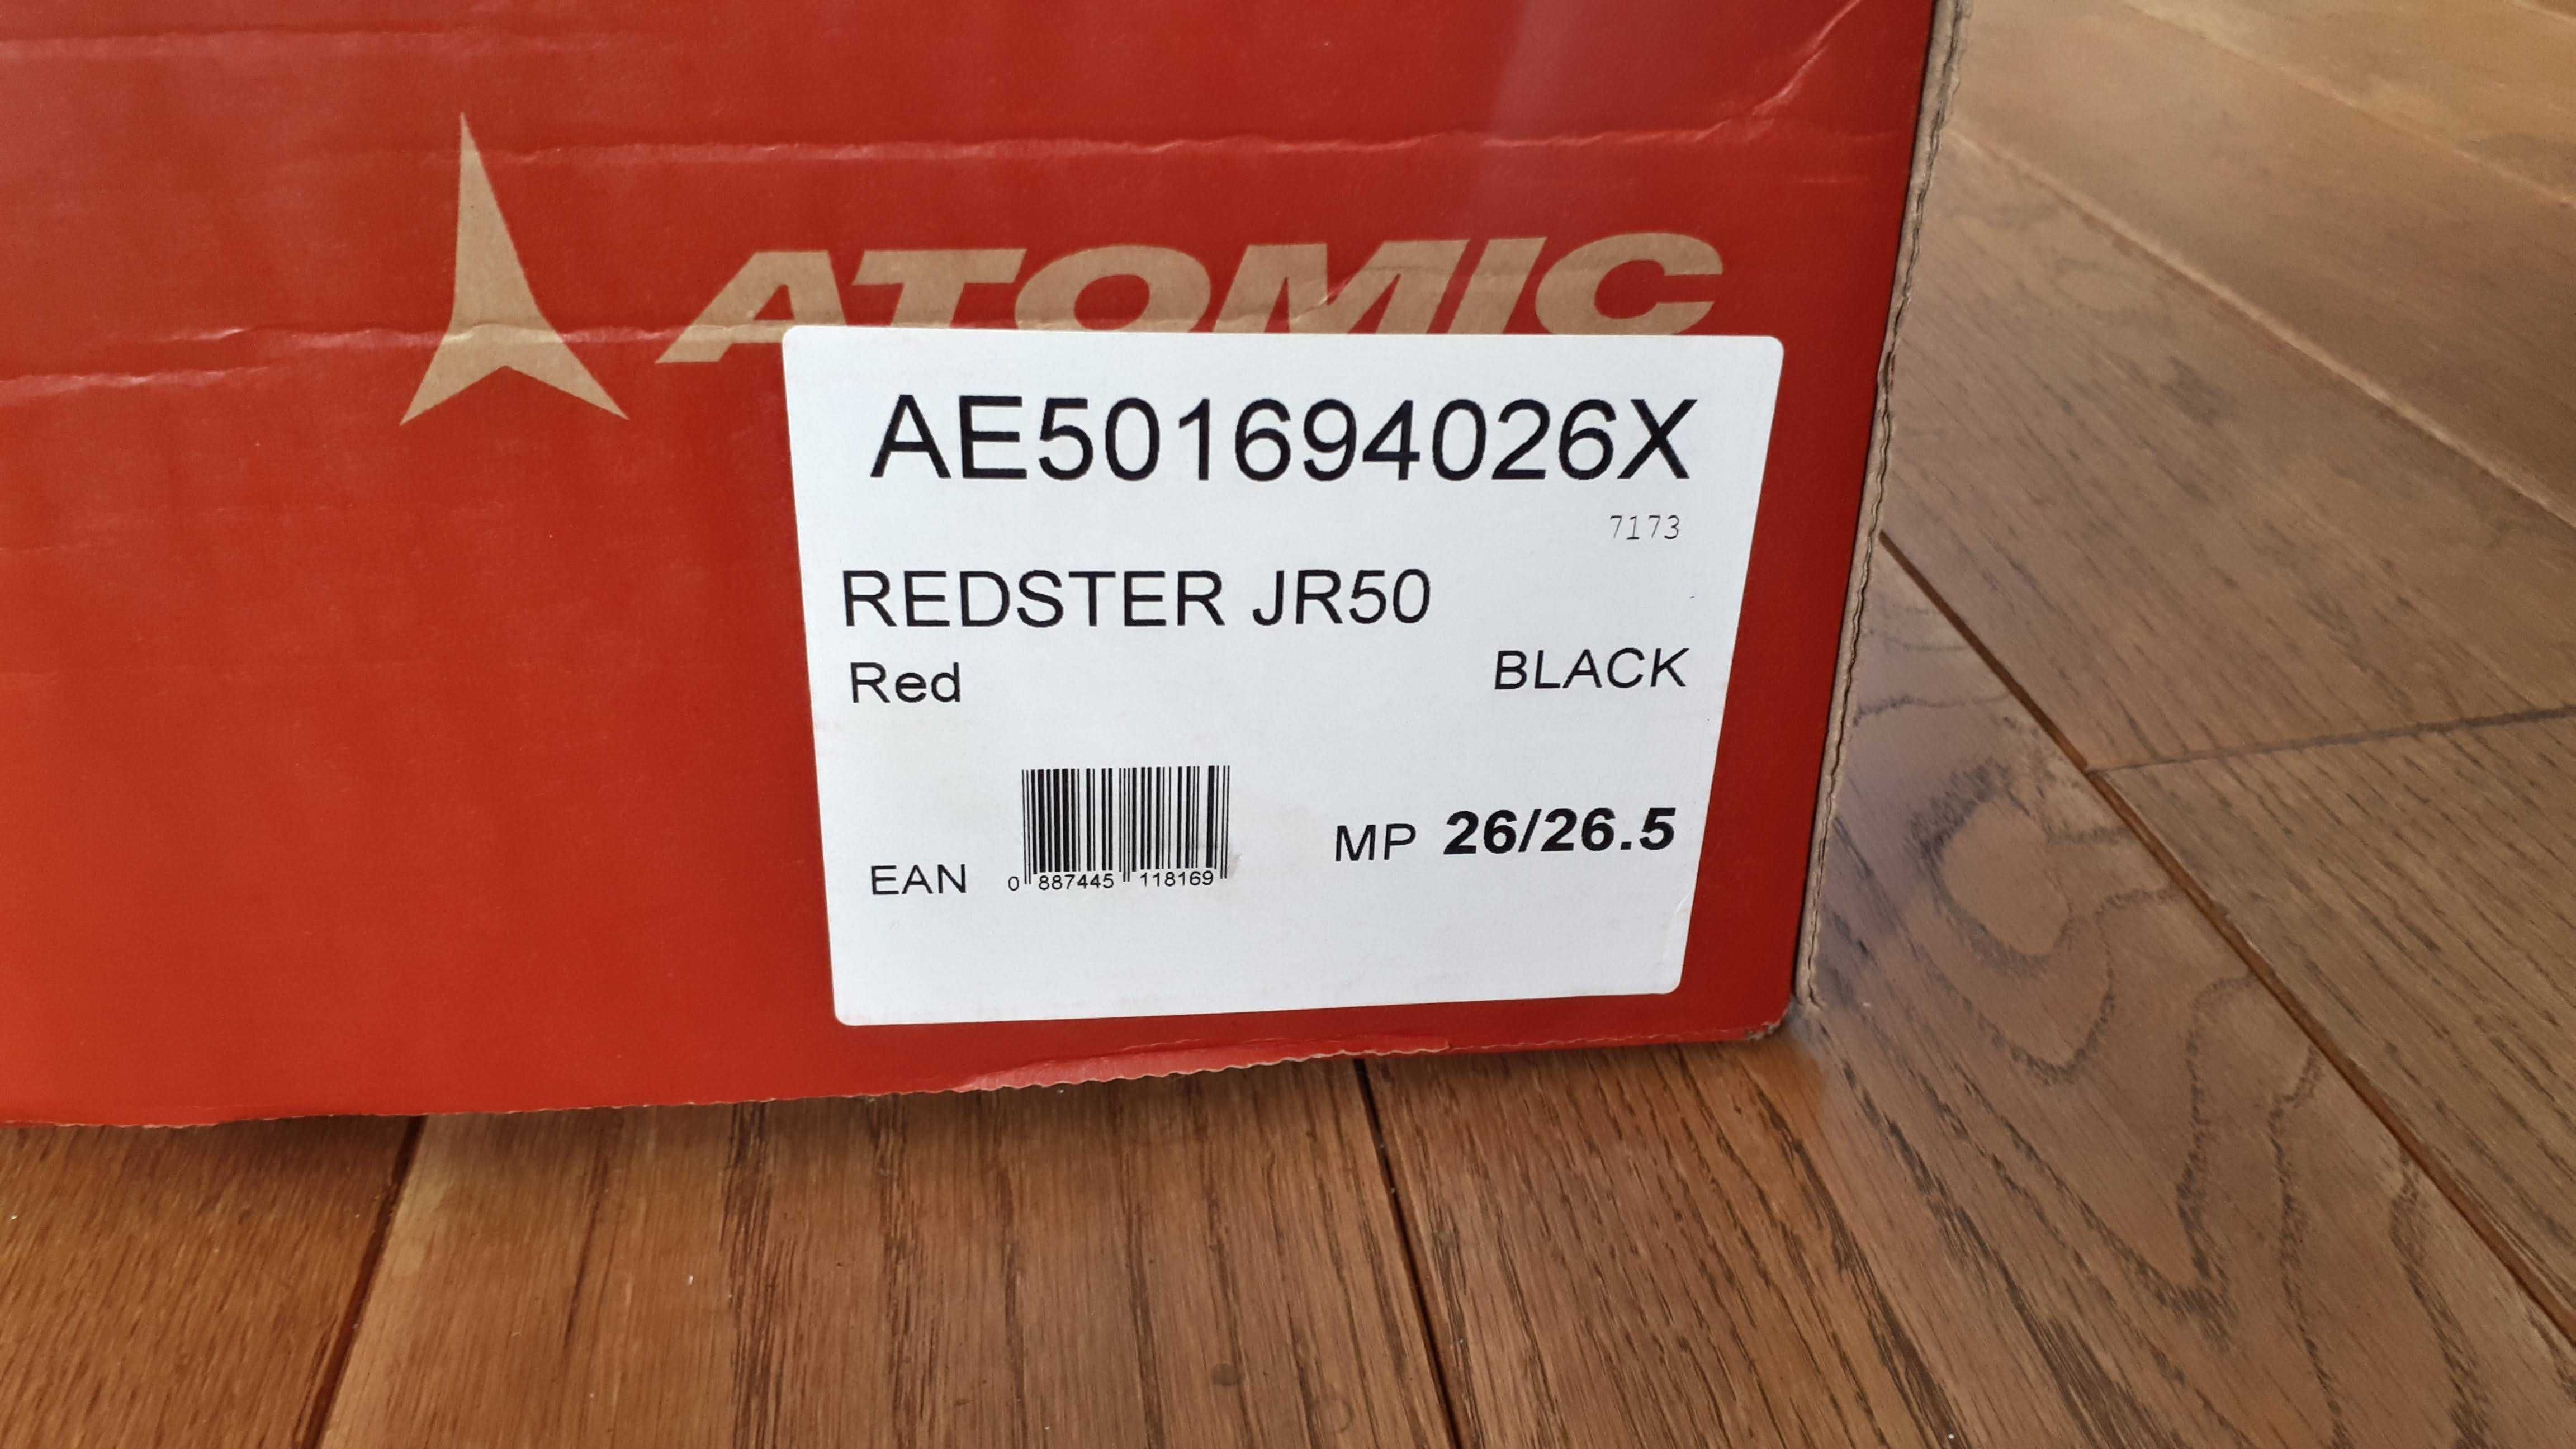 ATOMIC
AE501694026X
7173
REDSTER JR50
Red BLACK
EAN 0 887445 118169 MP 26/26.5